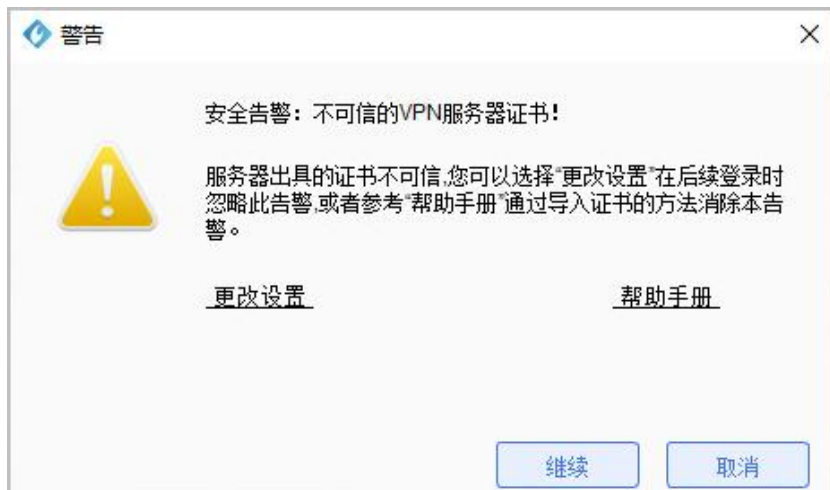 警告
安全告警：不可信的VPN服务器证书！
服务器出具的证书不可信,您可以选择“更改设置”在后续登录时
忽略此告警,或者参考“帮助手册”通过导入证书的方法消除本告
警。
更改设置 帮助手册
继续 取消